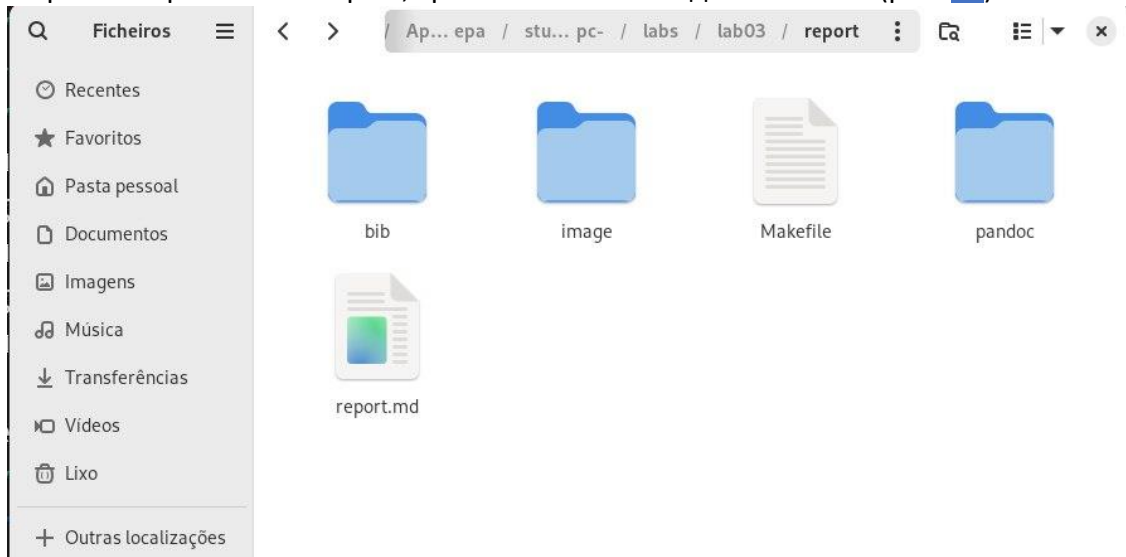 Ficheiros
Ap... epa / stu... pc- / labs / lab03 / report
Recentes
Favoritos
Pasta pessoal
Documentos
Imagens
Música
Transferências
Vídeos
Lixo
Outras localizações
bib
image
Makefile
pandoc
report.md